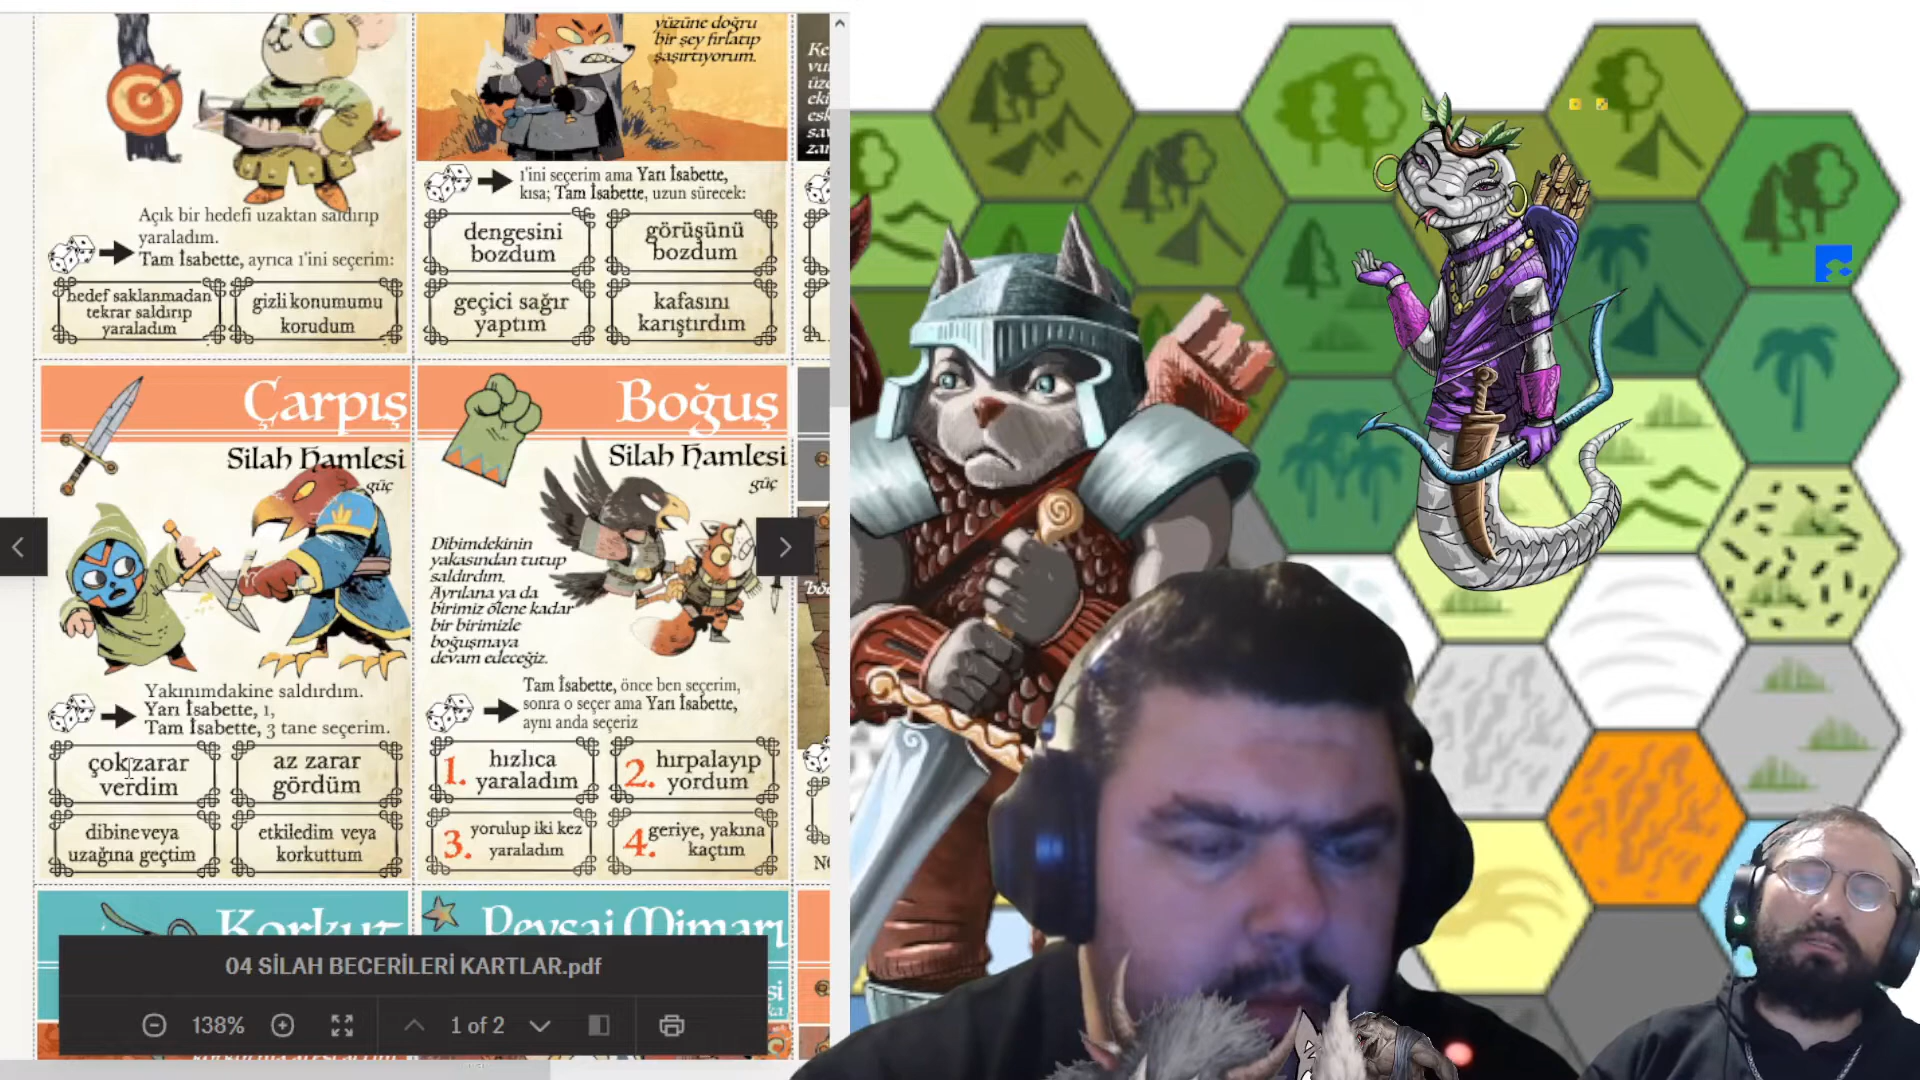 yüzüne doğru
bir şey fırlatıp
şaşırtıyorum.
Açık bir hedefi uzaktan saldırıp
yaraladım.
Tam İsabette, ayrıca 1'ini seçerim:
hedef saklanmadan
tekrar saldırıp
yaraladım
gizli konumumu
korudum
1'ini seçerim ama Yarı İsabette,
kısa; Tam İsabette, uzun sürecek:
dengesini
bozdum
görüşünü
bozdum
geçici sağır
yaptım
kafasını
karıştırdım
Çarpış
Silah Hamlesi
güç
Yakınımdakine saldırdım.
Yarı İsabette, 1,
Tam İsabette, 3 tane seçerim.
çok zarar
verdim
az zarar
gördüm
dibine veya
uzağına geçtim
etkiledim veya
korkuttum
Boğuş
Silah Hamlesi
güç
Dibimdekinin
yakasından tutup
saldırdım.
Ayrılana ya da
birimiz ölene kadar
bir birimizle
boğuşmaya
devam edeceğiz.
Tam İsabette, önce ben seçerim,
sonra o seçer ama Yarı İsabette,
aynı anda seçeriz
1. hızlıca
yaraladım
2. hırpalayıp
yordum
3. yorulup iki kez
yaraladım
4. geriye, yakına
kaçtım
Korkut
Peysaj Mimarı
04 SİLAH BECERİLERİ KARTLAR.pdf
138%
1 of 2